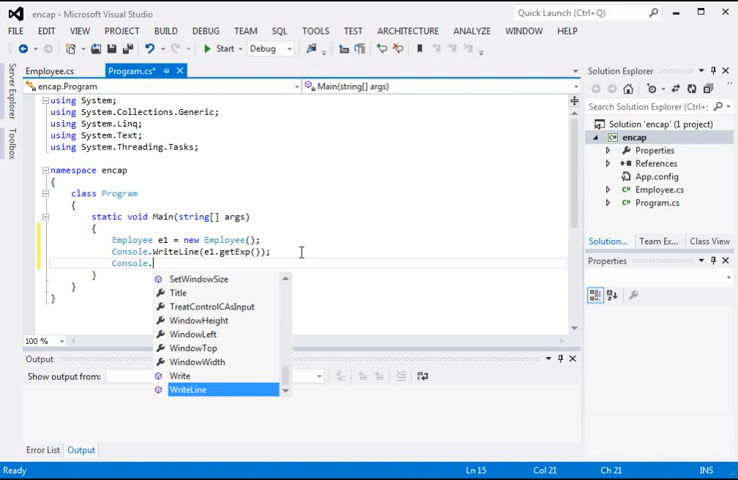 encap - Microsoft Visual Studio
Quick Launch (Ctrl+Q)
FILE EDIT VIEW PROJECT BUILD DEBUG TEAM SQL TOOLS TEST ARCHITECTURE ANALYZE WINDOW HELP
Start Debug
Server Explorer
Toolbox
Employee.cs Program.cs*
encap.Program Main(string[] args)
using System;
using System.Collections.Generic;
using System.Linq;
using System.Text;
using System.Threading.Tasks;
namespace encap
{
class Program
{
static void Main(string[] args)
{
Employee e1 = new Employee();
Console.WriteLine(e1.getExp());
Console.
}
}
}
SetWindowSize
Title
TreatControlCAsInput
WindowHeight
WindowLeft
WindowTop
WindowWidth
Write
WriteLine
100 %
Output
Show output from:
Error List Output
Solution Explorer
Search Solution Explorer (Ctrl+;)
Solution 'encap' (1 project)
encap
Properties
References
App.config
Employee.cs
Program.cs
Solution... Team Ex... Class View
Properties
Ready Ln 15 Col 21 Ch 21 INS